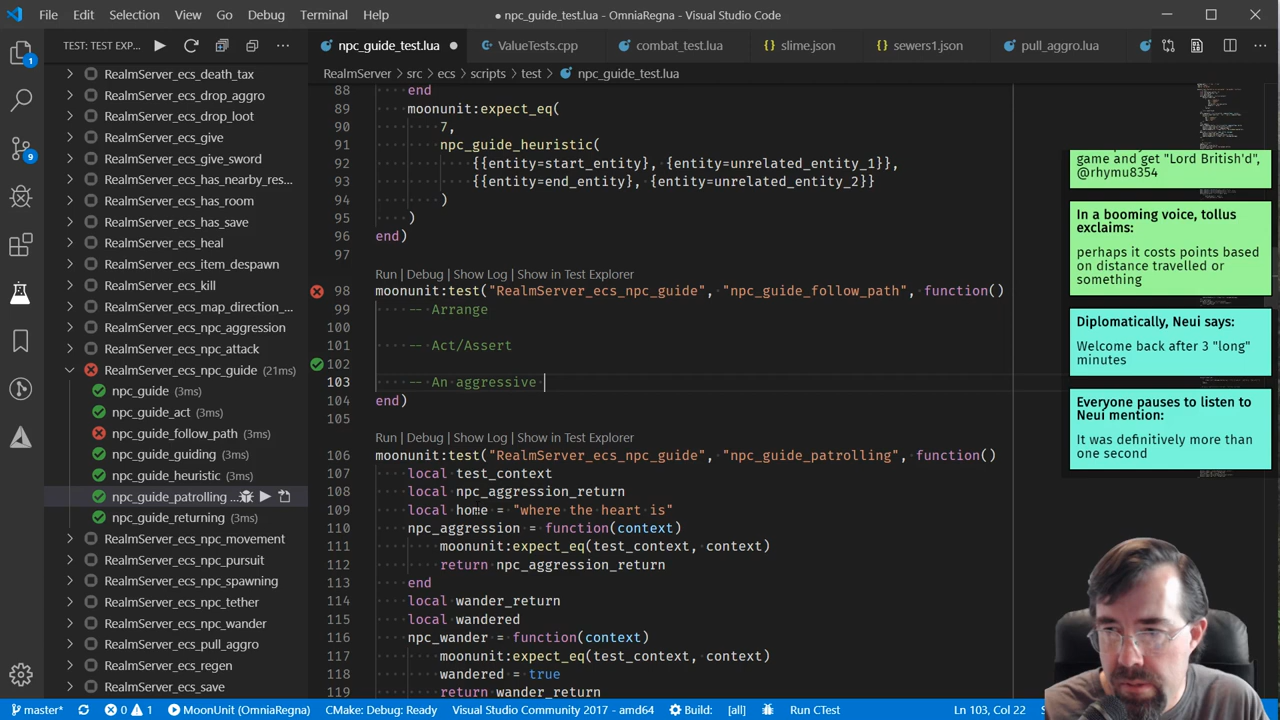 File Edit Selection View Go Debug Terminal Help
● npc_guide_test.lua - OmniaRegna - Visual Studio Code
TEST: TEST EXP...
npc_guide_test.lua ValueTests.cpp combat_test.lua slime.json sewers1.json pull_aggro.lua
RealmServer > src > ecs > scripts > test > npc_guide_test.lua
1
9
RealmServer_ecs_death_tax
RealmServer_ecs_drop_aggro
RealmServer_ecs_drop_loot
RealmServer_ecs_give
RealmServer_ecs_give_sword
RealmServer_ecs_has_nearby_res...
RealmServer_ecs_has_room
RealmServer_ecs_has_save
RealmServer_ecs_heal
RealmServer_ecs_item_despawn
RealmServer_ecs_kill
RealmServer_ecs_map_direction_...
RealmServer_ecs_npc_aggression
RealmServer_ecs_npc_attack
RealmServer_ecs_npc_guide (21ms)
npc_guide (3ms)
npc_guide_act (3ms)
npc_guide_follow_path (3ms)
npc_guide_guiding (3ms)
npc_guide_heuristic (3ms)
npc_guide_patrolling ...
npc_guide_returning (3ms)
RealmServer_ecs_npc_movement
RealmServer_ecs_npc_pursuit
RealmServer_ecs_npc_spawning
RealmServer_ecs_npc_tether
RealmServer_ecs_npc_wander
RealmServer_ecs_pull_aggro
RealmServer_ecs_regen
RealmServer_ecs_save
88 end
89 moonunit:expect_eq(
90 7,
91 npc_guide_heuristic(
92 {{entity=start_entity}, {entity=unrelated_entity_1}},
93 {{entity=end_entity}, {entity=unrelated_entity_2}}
94 )
95 )
96 end)
97
Run | Debug | Show Log | Show in Test Explorer
98 moonunit:test("RealmServer_ecs_npc_guide", "npc_guide_follow_path", function()
99 -- Arrange
100
101 -- Act/Assert
102
103 -- An aggressive
104 end)
105
Run | Debug | Show Log | Show in Test Explorer
106 moonunit:test("RealmServer_ecs_npc_guide", "npc_guide_patrolling", function()
107 local test_context
108 local npc_aggression_return
109 local home = "where the heart is"
110 npc_aggression = function(context)
111 moonunit:expect_eq(test_context, context)
112 return npc_aggression_return
113 end
114 local wander_return
115 local wandered
116 npc_wander = function(context)
117 moonunit:expect_eq(test_context, context)
118 wandered = true
119 return wander_return
game and get "Lord British'd",
@rhymu8354
In a booming voice, tollus
exclaims:
perhaps it costs points based
on distance travelled or
something
Diplomatically, Neui says:
Welcome back after 3 "long"
minutes
Everyone pauses to listen to
Neui mention:
It was definitively more than
one second
master* 0 1 MoonUnit (OmniaRegna) CMake: Debug: Ready Visual Studio Community 2017 - amd64 Build: [all] Run CTest Ln 103, Col 22